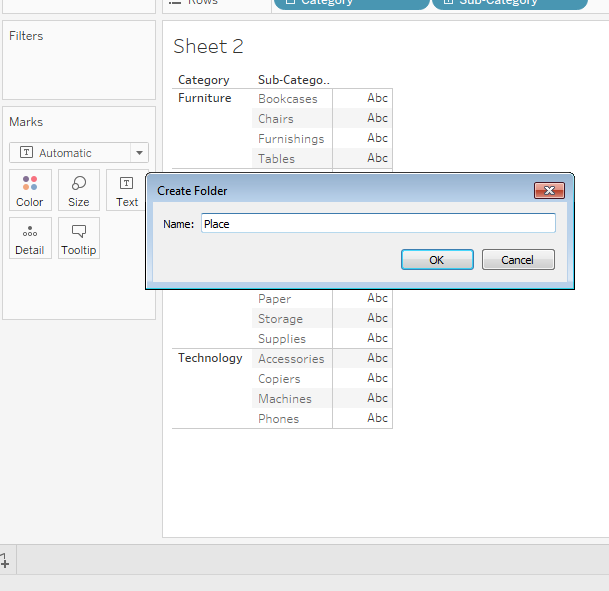 Rows Category Sub-Category
Filters
Sheet 2
Category Sub-Catego..
Furniture Bookcases Abc
Chairs Abc
Furnishings Abc
Tables Abc
Marks
Automatic
Color Size Text
Detail Tooltip
Create Folder
Name: Place
OK Cancel
Paper Abc
Storage Abc
Supplies Abc
Technology Accessories Abc
Copiers Abc
Machines Abc
Phones Abc